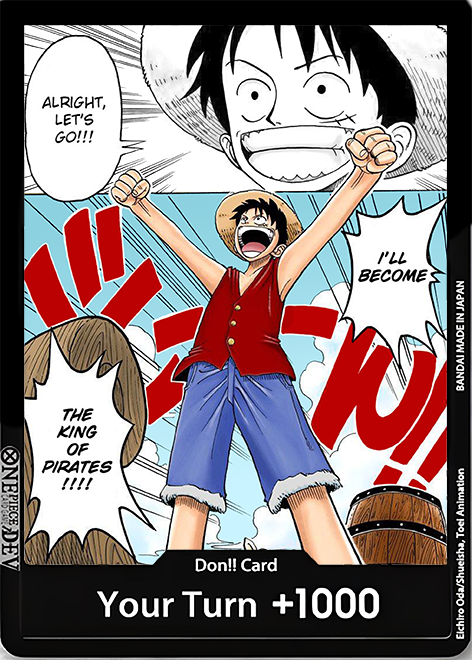 ALRIGHT,
LET'S
GO!!!
I'LL
BECOME
THE
KING
OF
PIRATES
!!!!
Don!! Card
Your Turn +1000
BANDAI MADE IN JAPAN
Eichiro Oda/Shueisha, Toei Animation
ONE PIECE
DEV